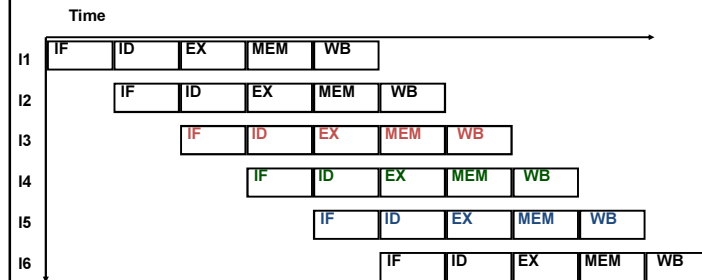 Time
I1 IF ID EX MEM WB
I2 IF ID EX MEM WB
I3 IF ID EX MEM WB
I4 IF ID EX MEM WB
I5 IF ID EX MEM WB
I6 IF ID EX MEM WB